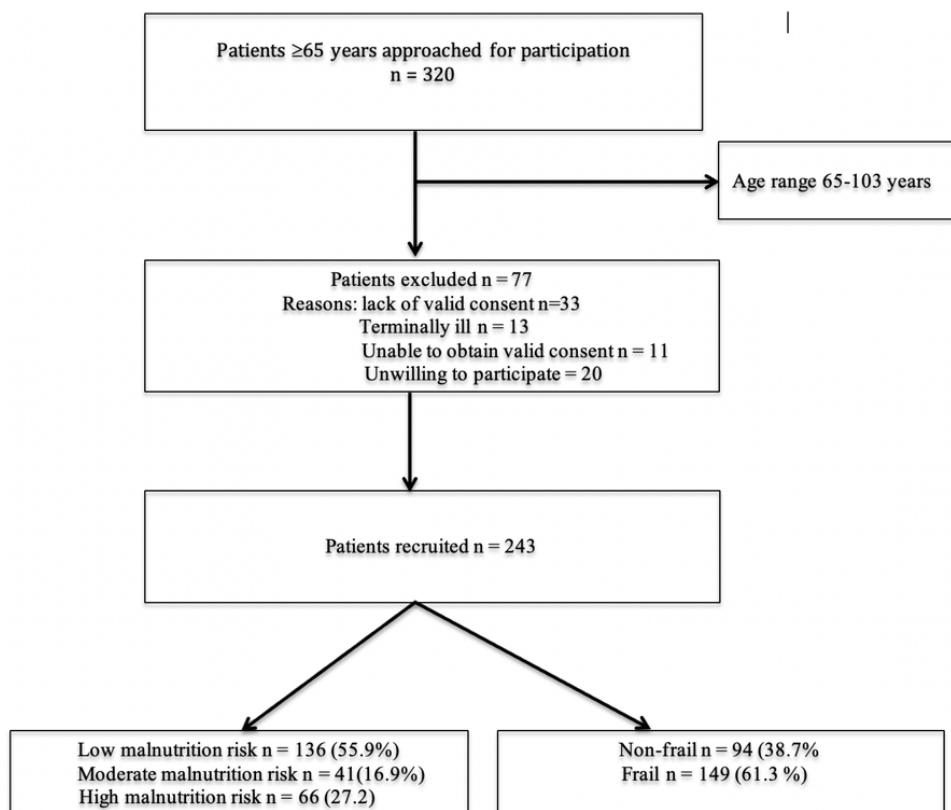 Patients ≥65 years approached for participation
n = 320
Age range 65-103 years
Patients excluded n = 77
Reasons: lack of valid consent n=33
Terminally ill n = 13
Unable to obtain valid consent n = 11
Unwilling to participate = 20
Patients recruited n = 243
Low malnutrition risk n = 136 (55.9%)
Moderate malnutrition risk n = 41(16.9%)
High malnutrition risk n = 66 (27.2)
Non-frail n = 94 (38.7%
Frail n = 149 (61.3 %)